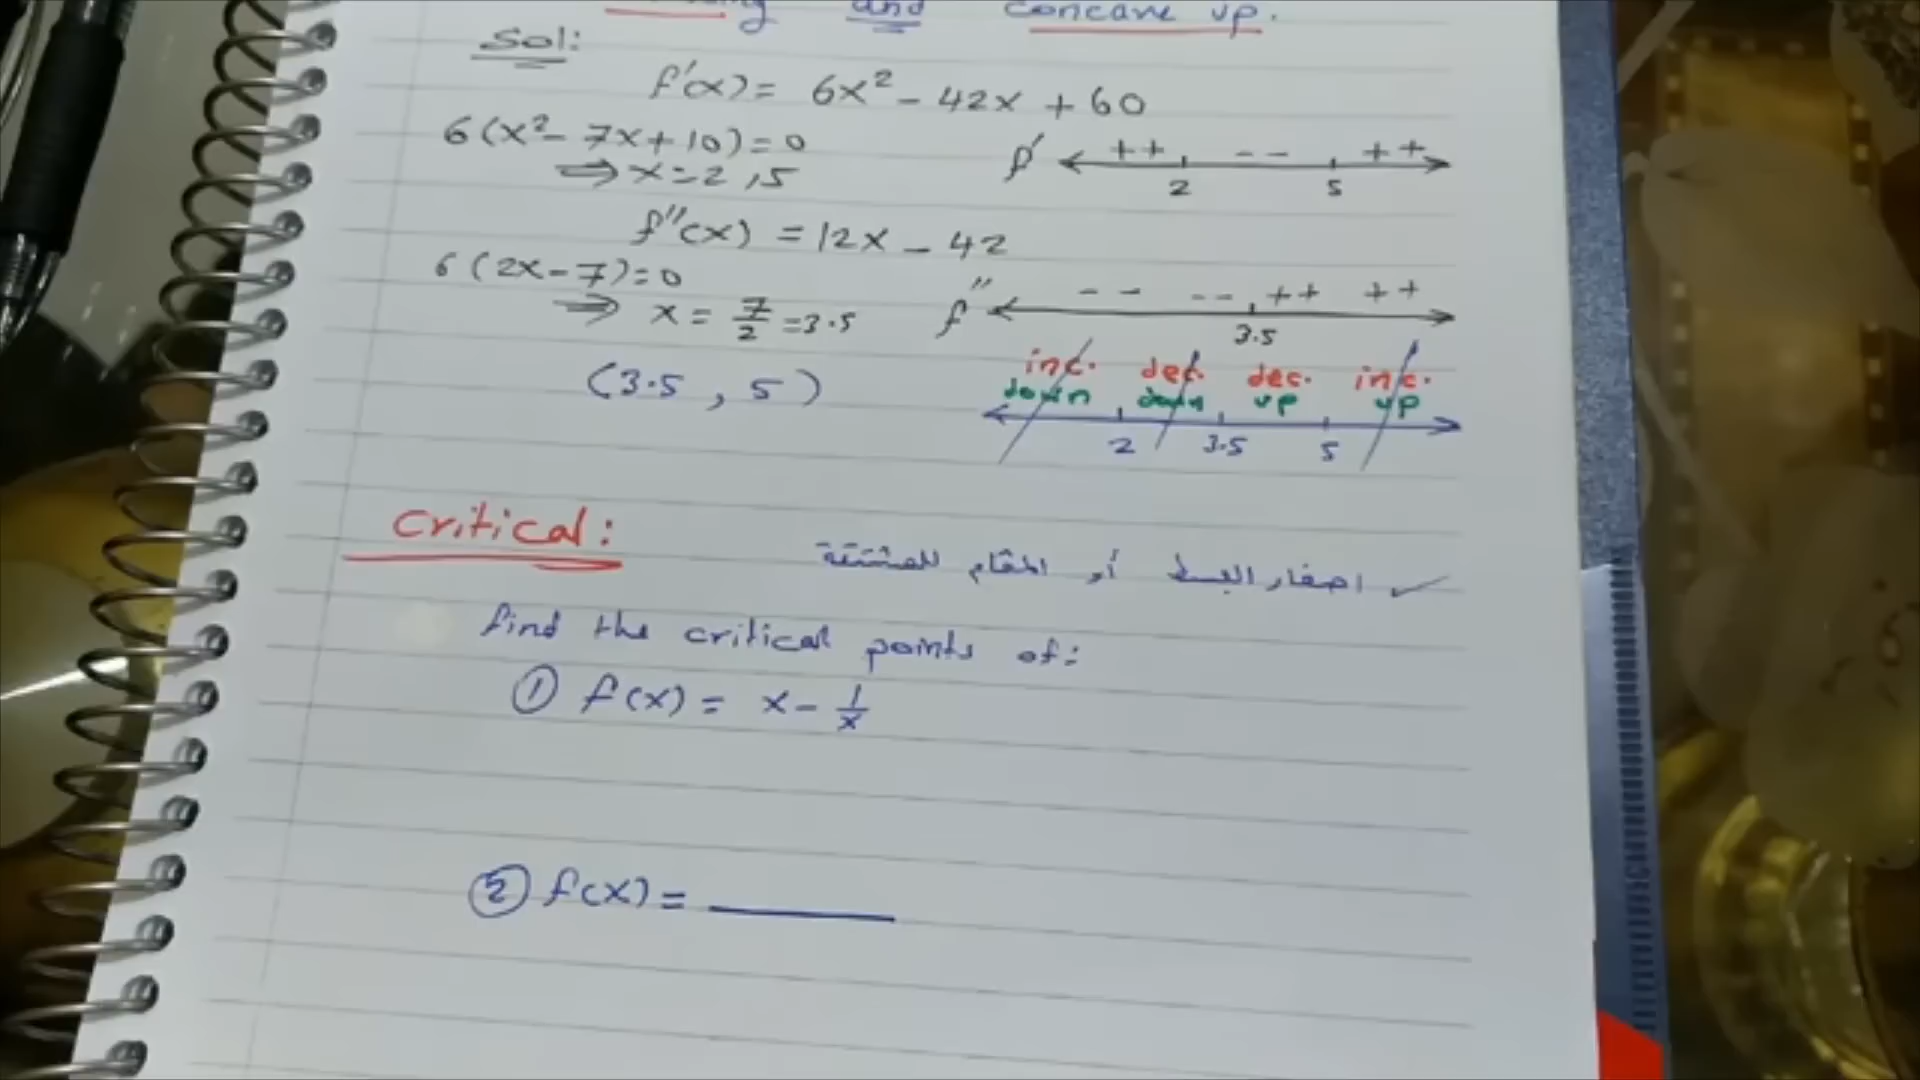 and concave up.
Sol:
f'(x) = 6x² - 42x + 60
6(x² - 7x + 10) = 0
⇒ x = 2, 5
f' ++ -- ++
2 5
f''(x) = 12x - 42
6(2x - 7) = 0
⇒ x = 7/2 = 3.5
f'' -- -- ++ ++
3.5
(3.5, 5)
inc. dec. dec. inc.
down down up up
2 3.5 5
Critical:
✓ اصفار البسط أو المقام للمشتقة
find the critical points of:
① f(x) = x - 1/x
② f(x) =